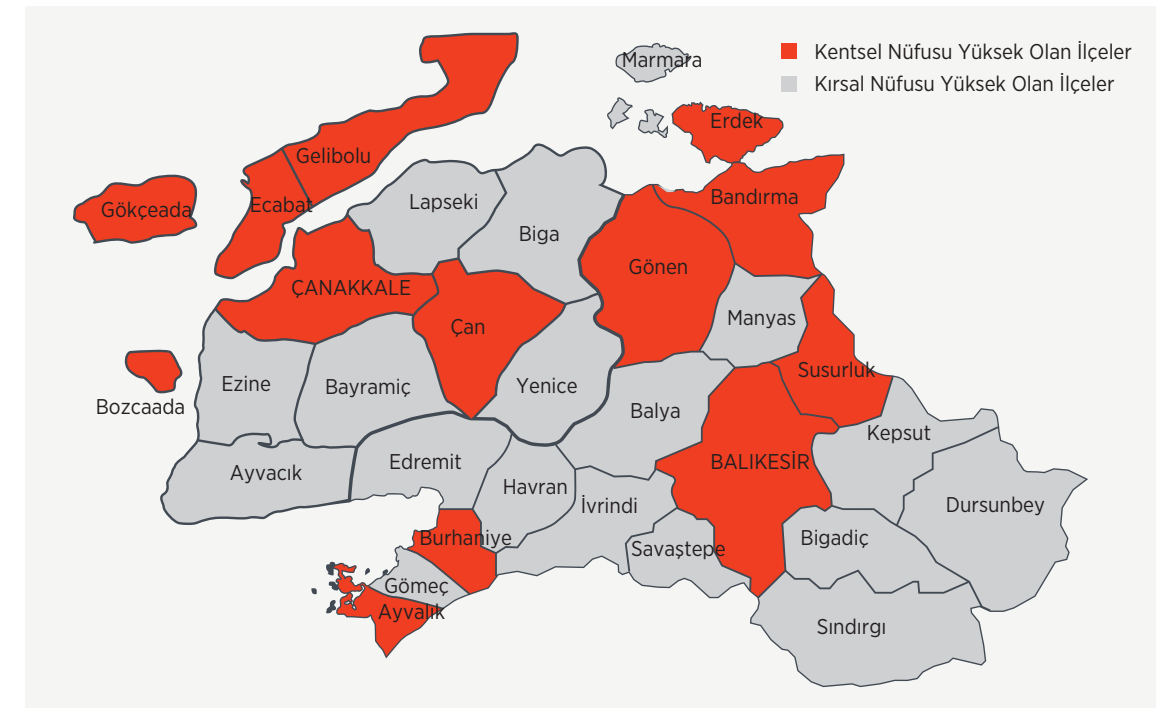 Marmara
Kentsel Nüfusu Yüksek Olan İlçeler
Kırsal Nüfusu Yüksek Olan İlçeler
Erdek
Gelibolu
Bandırma
Ecabat
Lapseki
Gökçeada
Biga
Gönen
ÇANAKKALE
Manyas
Çan
Susurluk
Ezine
Bayramiç
Yenice
Bozcaada
Balya
Kepsut
Ayvacık
Edremit
BALIKESİR
Havran
İvrindi
Dursunbey
Burhaniye
Savaştepe
Bigadiç
Gömeç
Ayvalık
Sındırgı